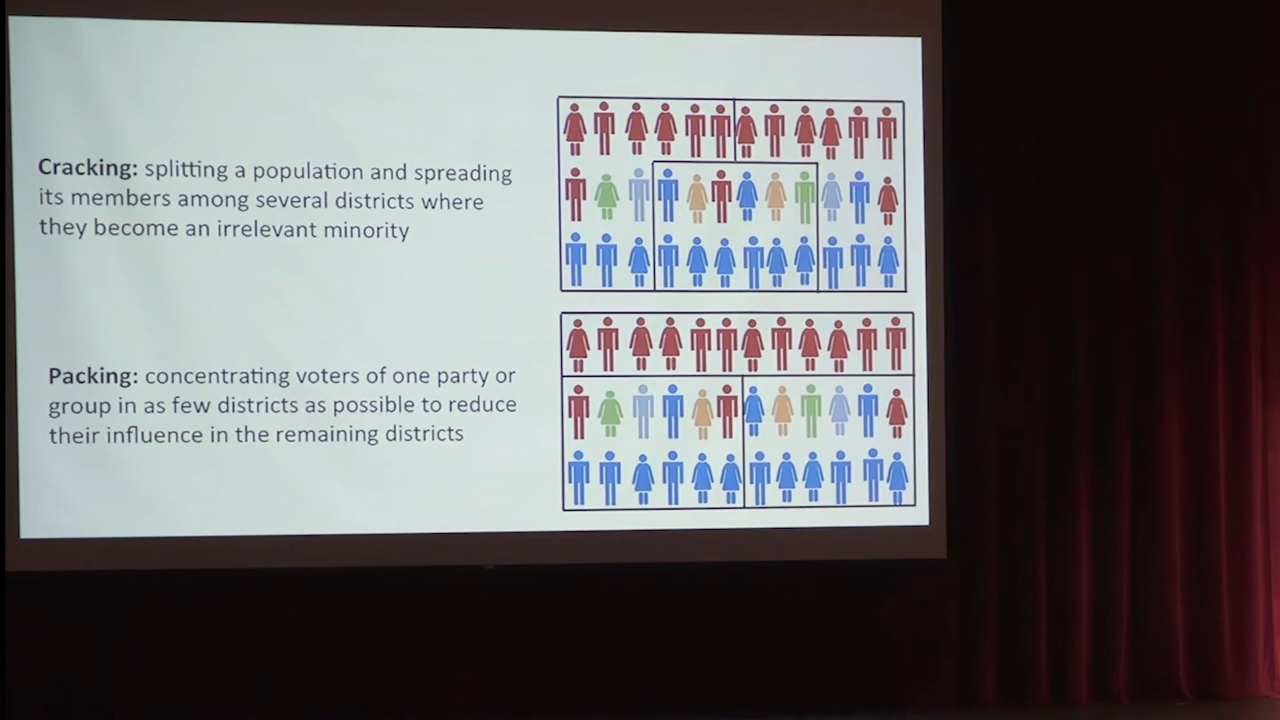 Cracking: splitting a population and spreading
its members among several districts where
they become an irrelevant minority
Packing: concentrating voters of one party or
group in as few districts as possible to reduce
their influence in the remaining districts